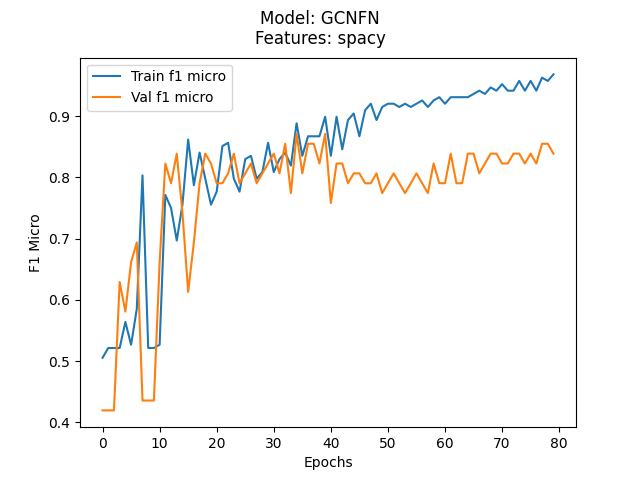 Model: GCNFN
Features: spacy
Train f1 micro
Val f1 micro
F1 Micro
0.9
0.8
0.7
0.6
0.5
0.4
0 10 20 30 40 50 60 70 80
Epochs